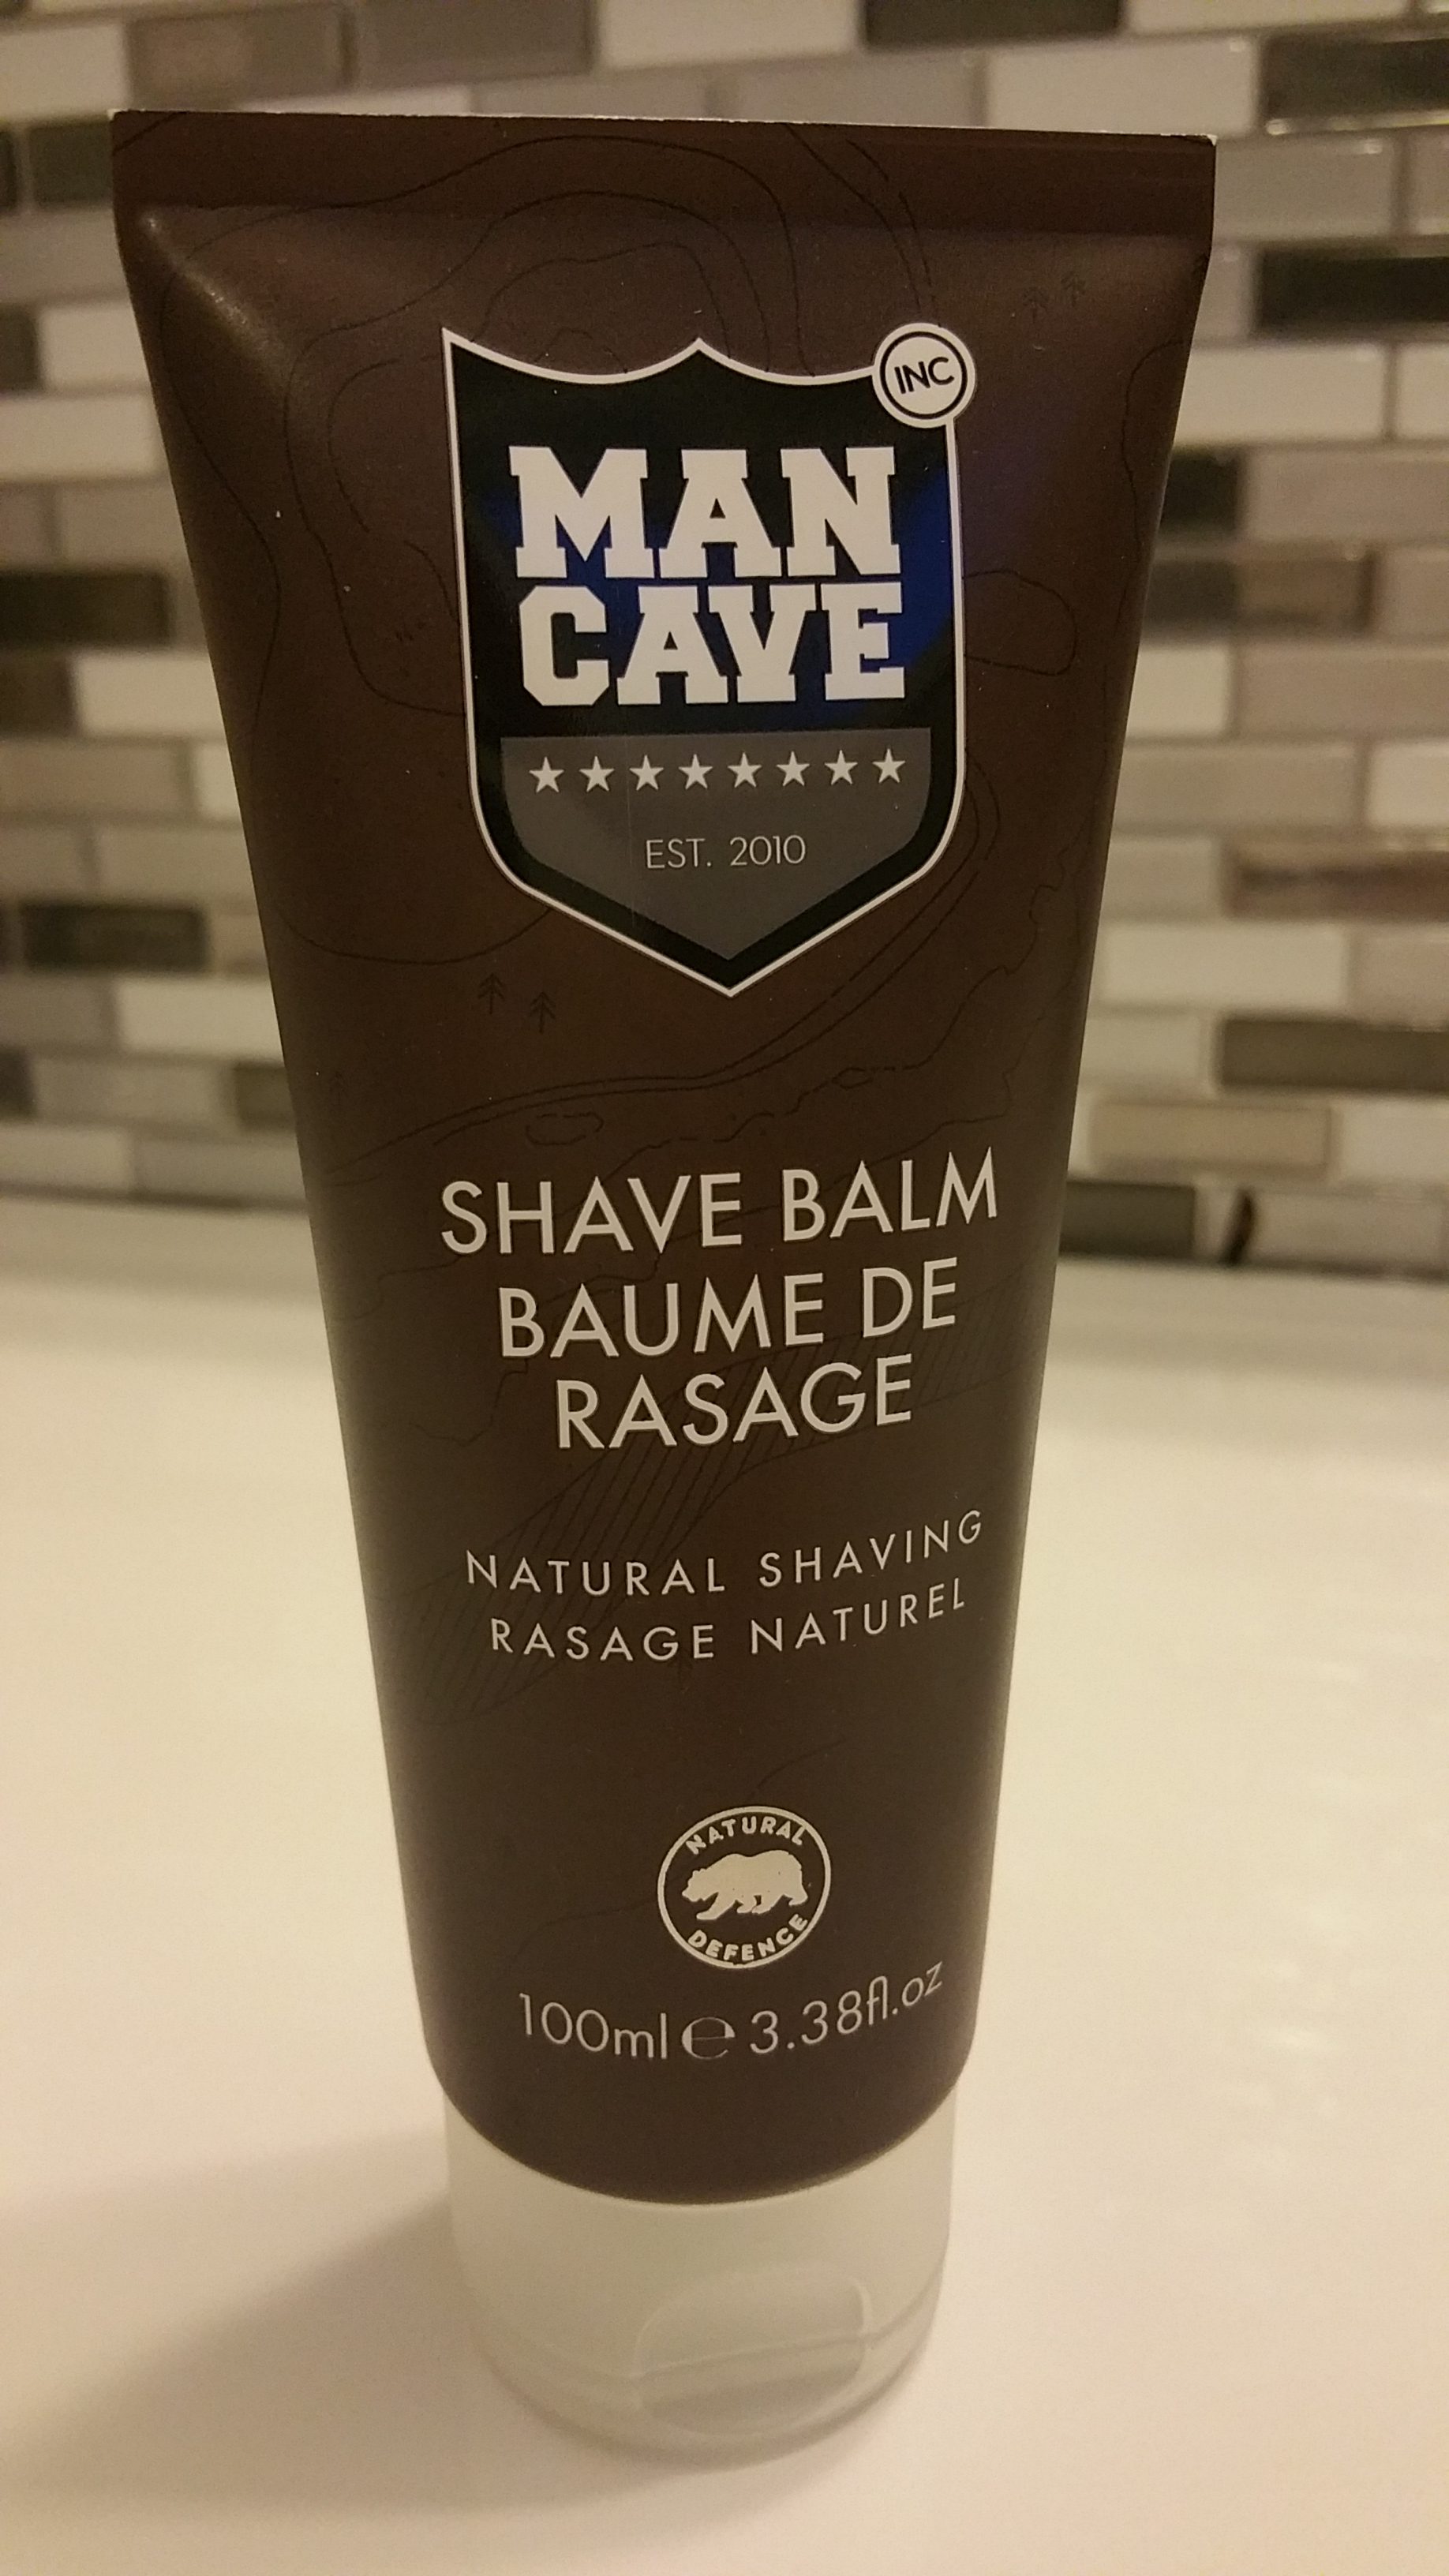 INC
MAN
CAVE
EST. 2010
SHAVE BALM
BAUME DE
RASAGE
NATURAL SHAVING
RASAGE NATUREL
NATURAL
DEFENCE
100ml e 3.38fl.oz